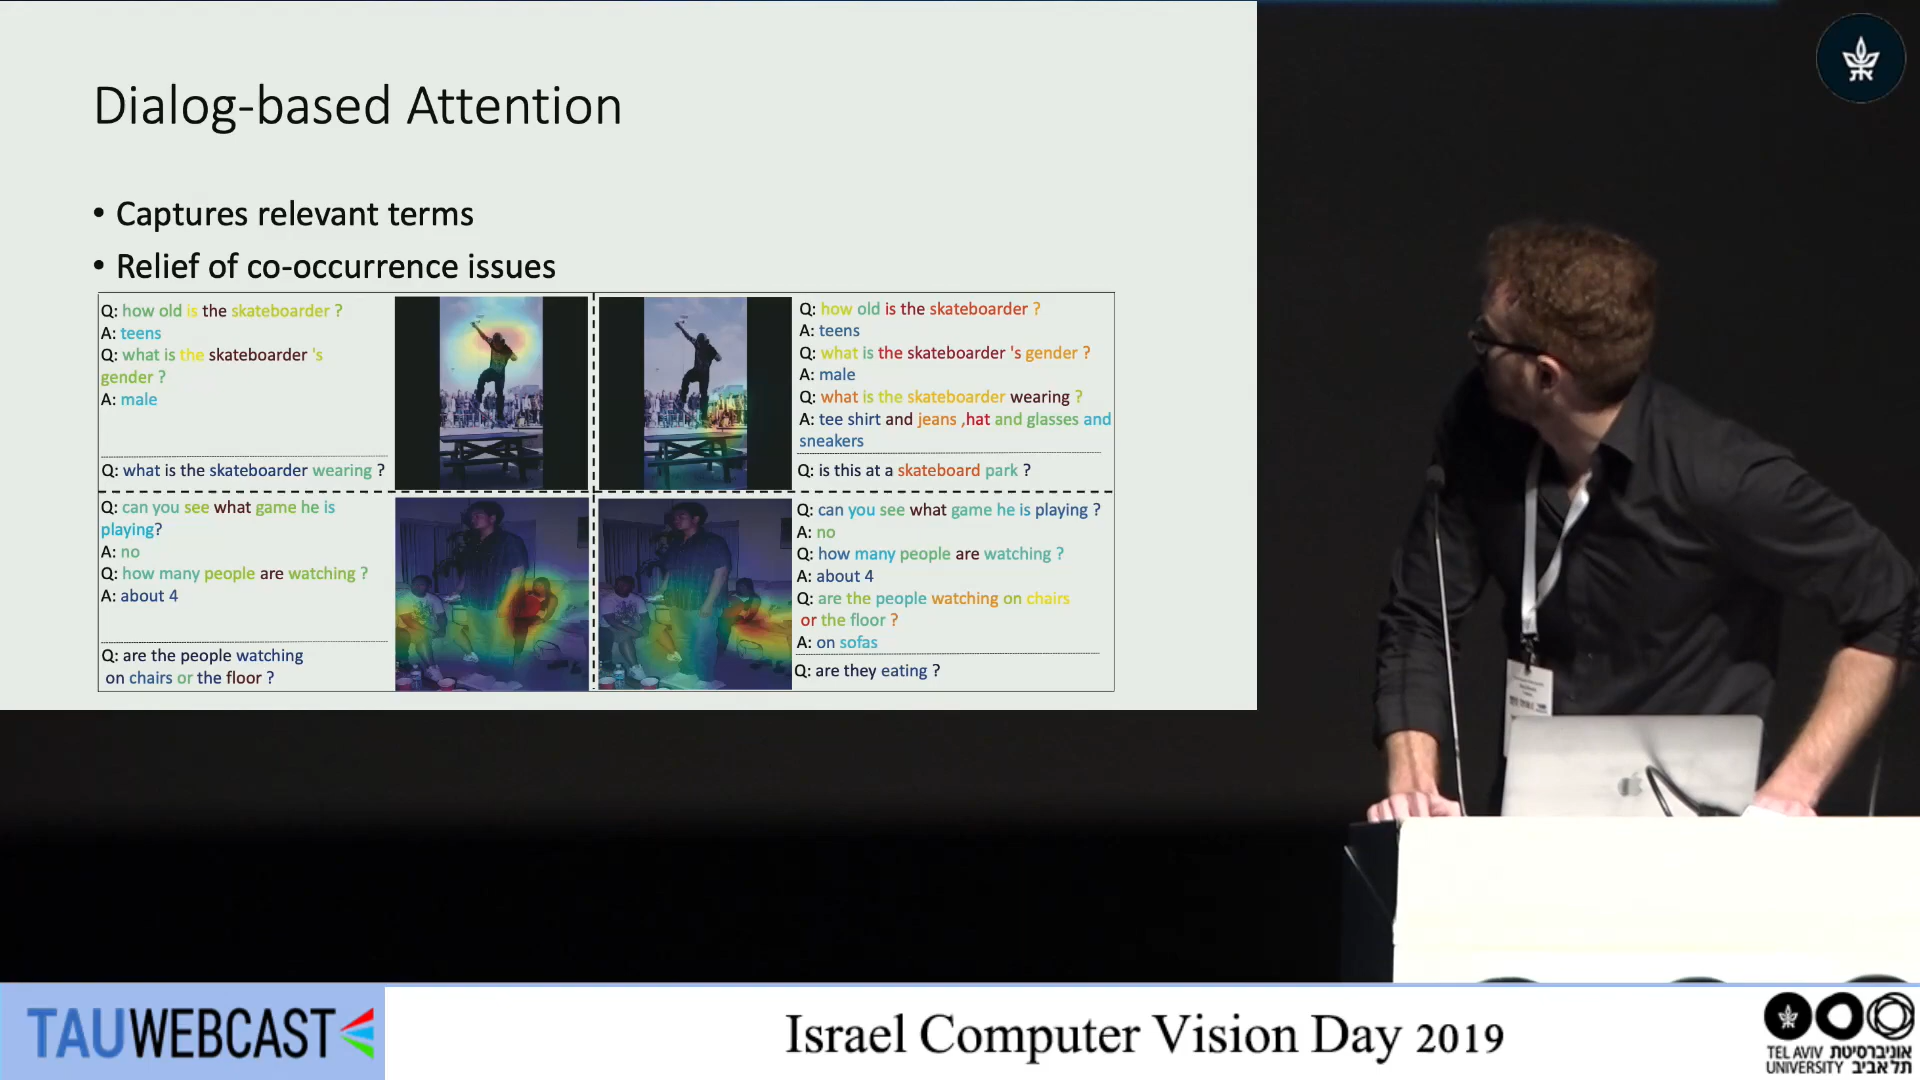 Dialog-based Attention
• Captures relevant terms
• Relief of co-occurrence issues
Q: how old is the skateboarder ?
A: teens
Q: what is the skateboarder 's
gender ?
A: male
Q: what is the skateboarder wearing ?
Q: how old is the skateboarder ?
A: teens
Q: what is the skateboarder 's gender ?
A: male
Q: what is the skateboarder wearing ?
A: tee shirt and jeans ,hat and glasses and
sneakers
Q: is this at a skateboard park ?
Q: can you see what game he is
playing?
A: no
Q: how many people are watching ?
A: about 4
Q: are the people watching
on chairs or the floor ?
Q: can you see what game he is playing ?
A: no
Q: how many people are watching ?
A: about 4
Q: are the people watching on chairs
or the floor ?
A: on sofas
Q: are they eating ?
TAUWEBCAST
Israel Computer Vision Day 2019
TEL AVIV אוניברסיטת
UNIVERSITY תל אביב